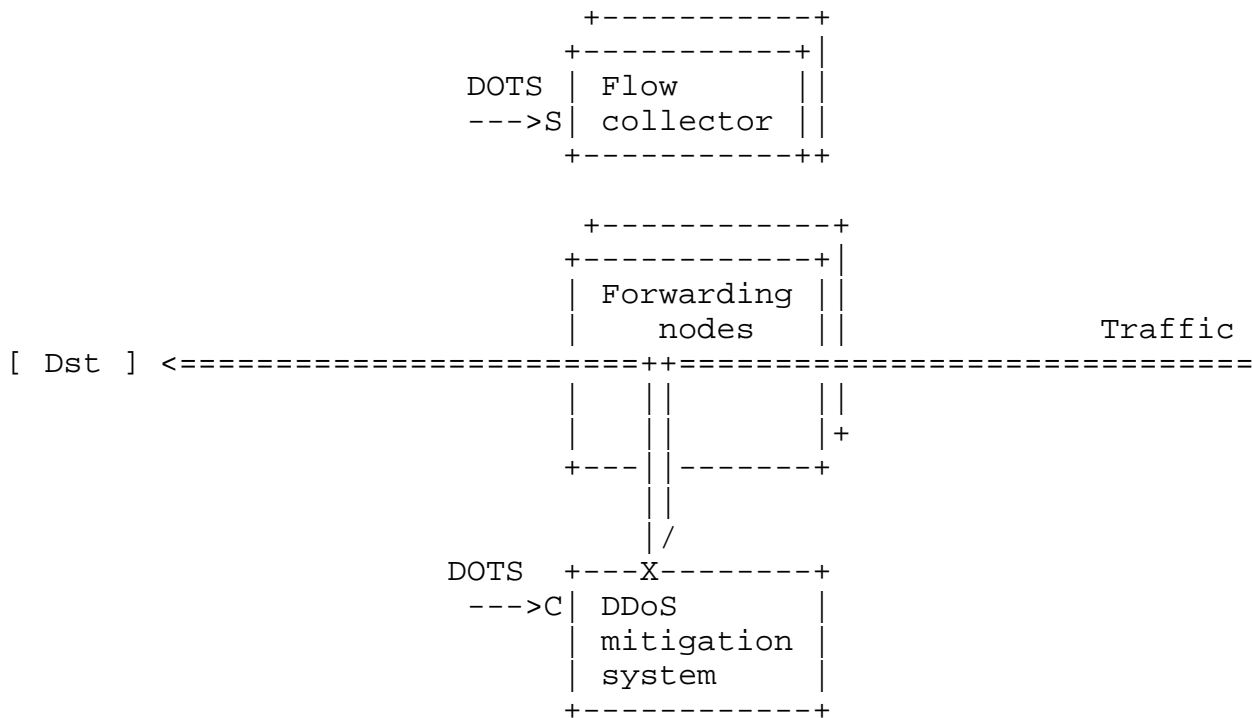 DOTS | Flow
--->S| collector
Forwarding
nodes
Traffic
[ Dst ] <========================++==============================
DOTS +---X--------+
--->C| DDoS
mitigation
system